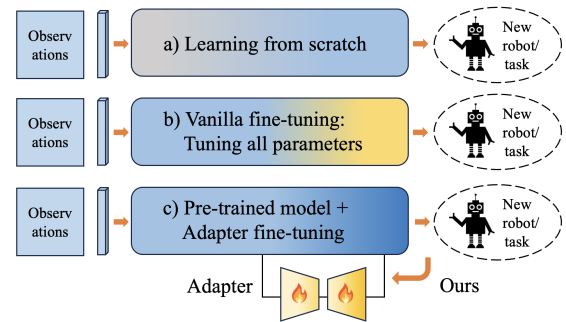 Observ
ations
a) Learning from scratch
New
robot/
task
Observ
ations
b) Vanilla fine-tuning:
Tuning all parameters
New
robot/
task
Observ
ations
c) Pre-trained model +
Adapter fine-tuning
New
robot/
task
Adapter
Ours